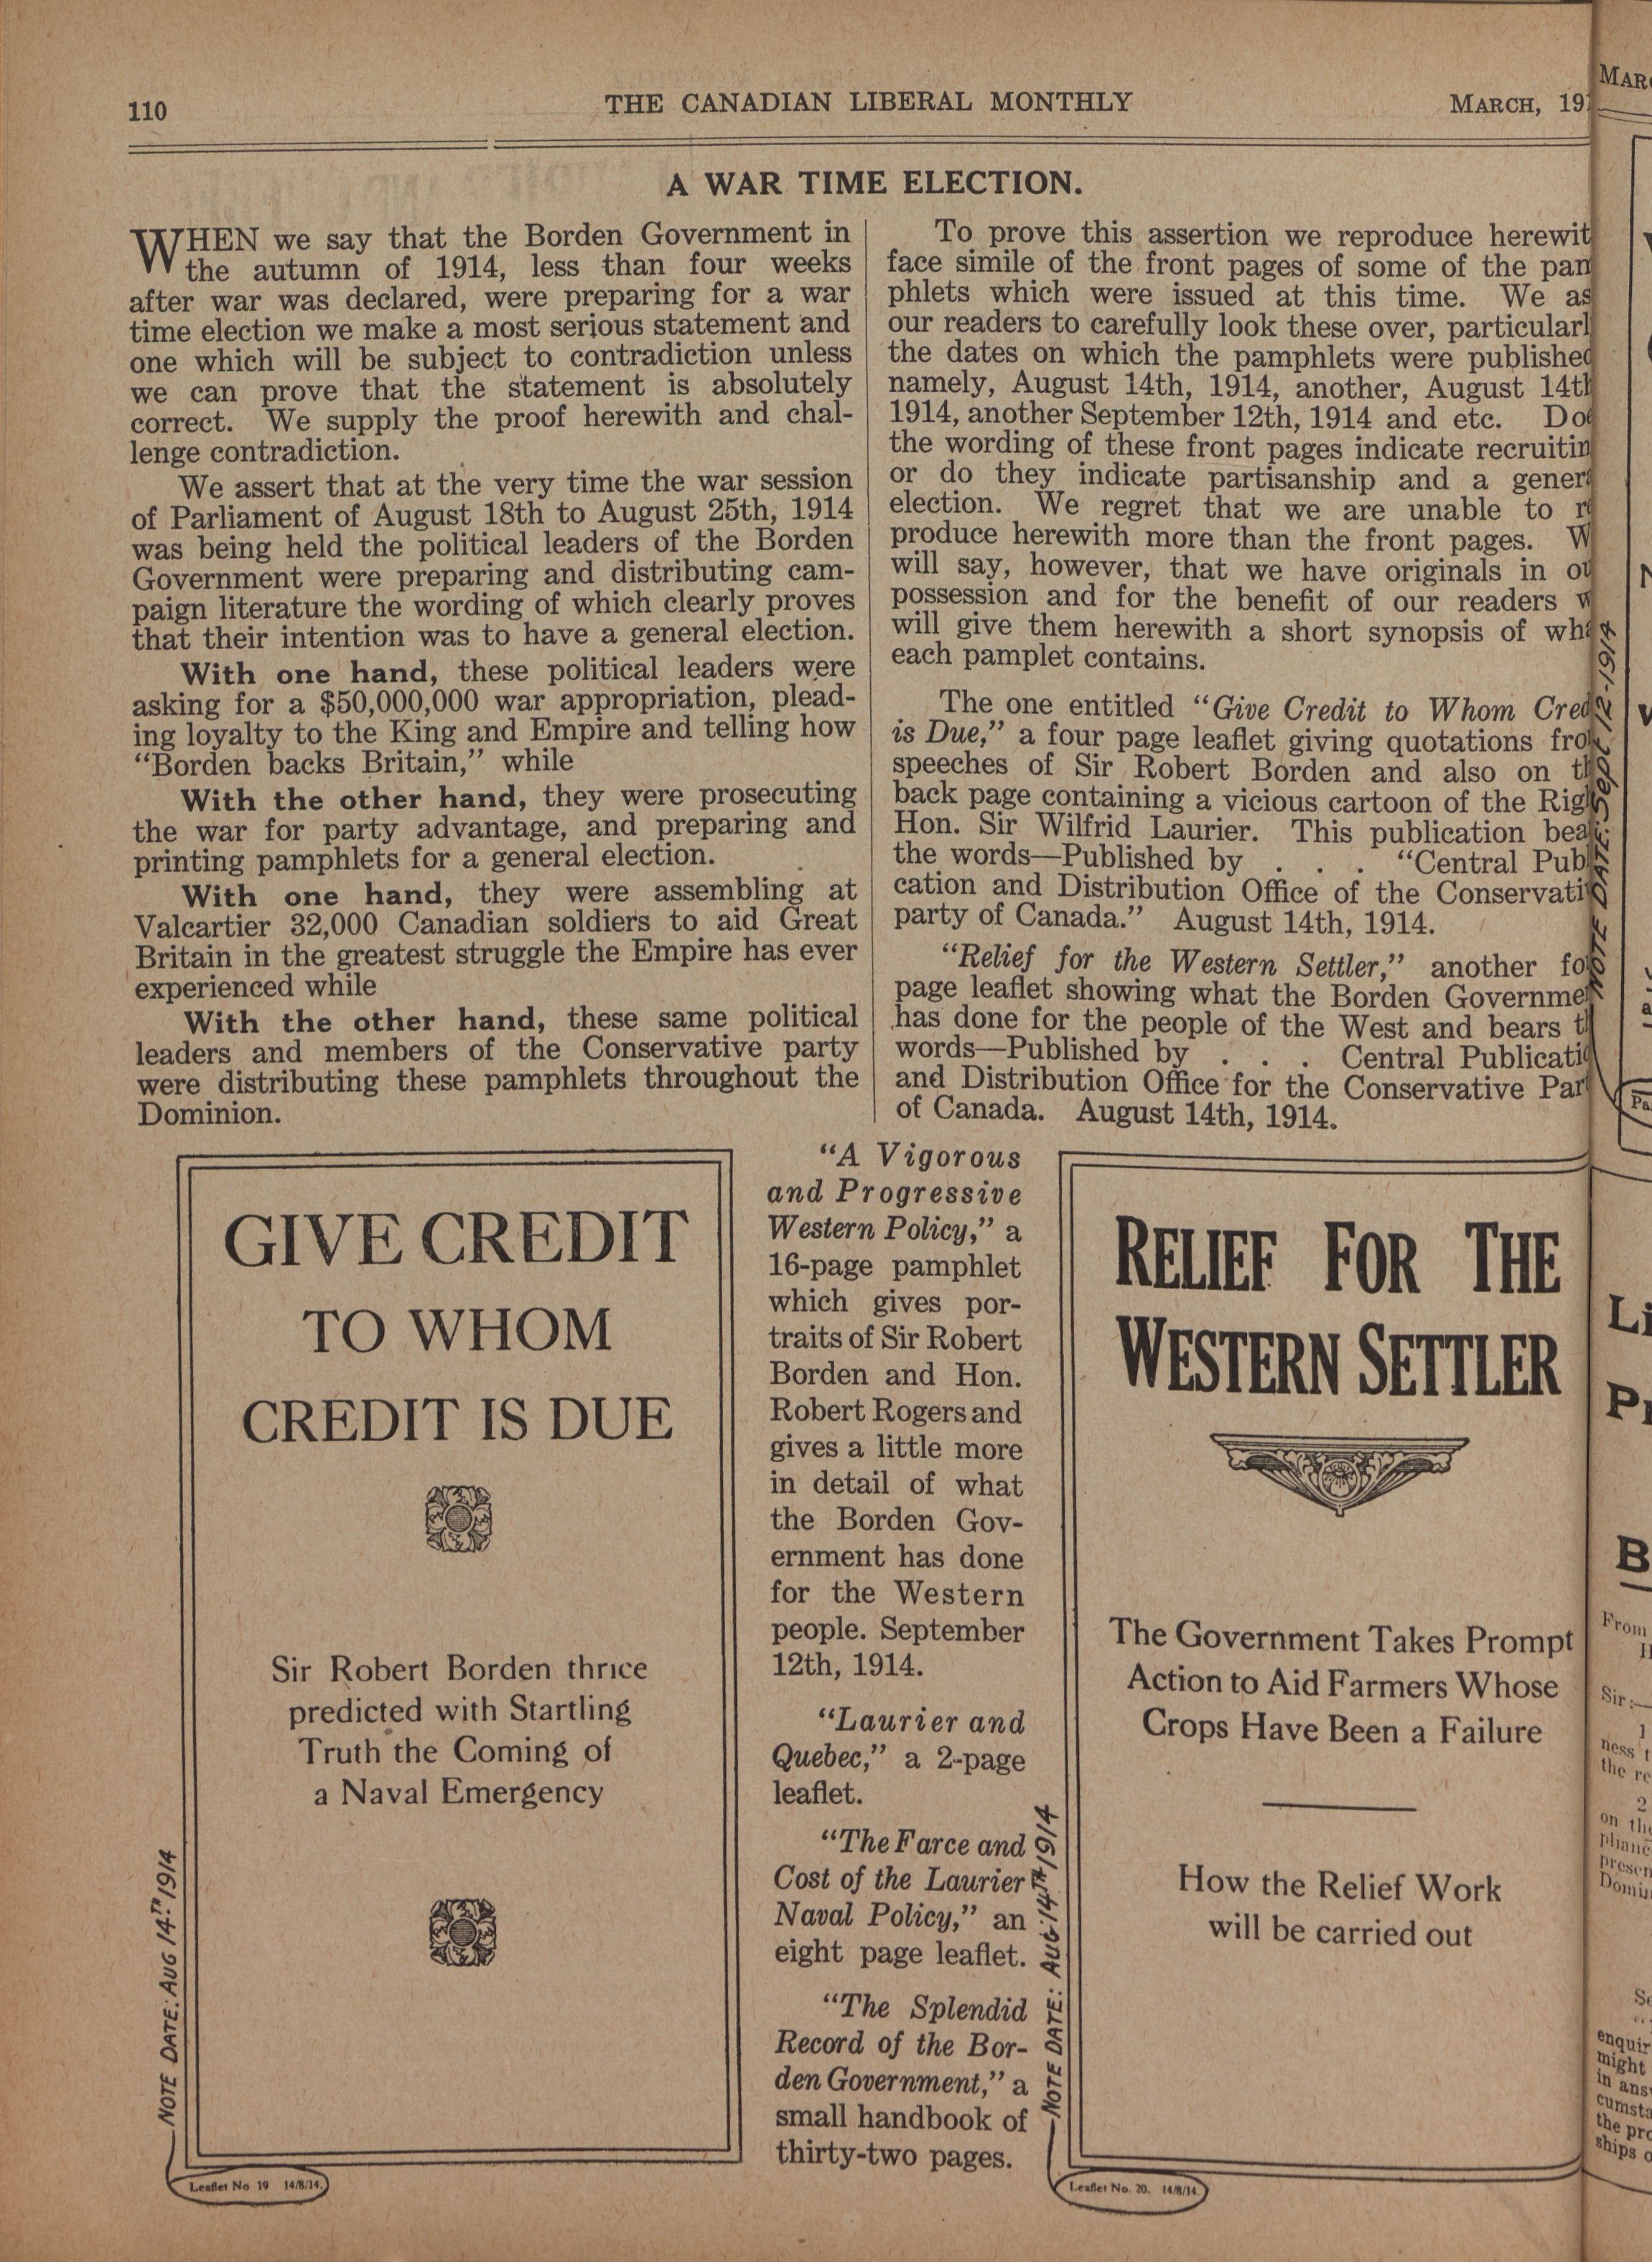 110
THE CANADIAN LIBERAL MONTHLY
MARCH, 19
A WAR TIME ELECTION.
WHEN we say that the Borden Government in
the autumn of 1914, less than four weeks
after war was declared, were preparing for a war
time election we make a most serious statement and
one which will be subject to contradiction unless
we can prove that the statement is absolutely
correct. We supply the proof herewith and chal-
lenge contradiction.
We assert that at the very time the war session
of Parliament of August 18th to August 25th, 1914
was being held the political leaders of the Borden
Government were preparing and distributing cam-
paign literature the wording of which clearly proves
that their intention was to have a general election.
With one hand, these political leaders were
asking for a $50,000,000 war appropriation, plead-
ing loyalty to the King and Empire and telling how
“Borden backs Britain,” while
With the other hand, they were prosecuting
the war for party advantage, and preparing and
printing pamphlets for a general election.
With one hand, they were assembling at
Valcartier 32,000 Canadian soldiers to aid Great
Britain in the greatest struggle the Empire has ever
experienced while
With the other hand, these same political
leaders and members of the Conservative party
were distributing these pamphlets throughout the
Dominion.
To prove this assertion we reproduce herewit
face simile of the front pages of some of the pam
phlets which were issued at this time. We as
our readers to carefully look these over, particularl
the dates on which the pamphlets were published
namely, August 14th, 1914, another, August 14th
1914, another September 12th, 1914 and etc. Doe
the wording of these front pages indicate recruitin
or do they indicate partisanship and a genera
election. We regret that we are unable to re
produce herewith more than the front pages. W
will say, however, that we have originals in ou
possession and for the benefit of our readers w
will give them herewith a short synopsis of wha
each pamplet contains.
The one entitled “Give Credit to Whom Cred
is Due,” a four page leaflet giving quotations fro
speeches of Sir Robert Borden and also on th
back page containing a vicious cartoon of the Rig
Hon. Sir Wilfrid Laurier. This publication bea
the words—Published by . . . “Central Publ
cation and Distribution Office of the Conservati
party of Canada.” August 14th, 1914.
“Relief for the Western Settler,” another fo
page leaflet showing what the Borden Governme
has done for the people of the West and bears t
words—Published by . . . Central Publicati
and Distribution Office for the Conservative Par
of Canada. August 14th, 1914.
“A Vigorous
and Progressive
Western Policy,” a
16-page pamphlet
which gives por-
traits of Sir Robert
Borden and Hon.
Robert Rogers and
gives a little more
in detail of what
the Borden Gov-
ernment has done
for the Western
people. September
12th, 1914.
“Laurier and
Quebec,” a 2-page
leaflet.
“The Farce and
Cost of the Laurier
Naval Policy,” an
eight page leaflet.
“The Splendid
Record of the Bor-
den Government,” a
small handbook of
thirty-two pages.
GIVE CREDIT
TO WHOM
CREDIT IS DUE
Sir Robert Borden thrice
predicted with Startling
Truth the Coming of
a Naval Emergency
NOTE DATE: AUG 14TH 1914
Leaflet No 19 14/8/14.
RELIEF FOR THE
WESTERN SETTLER
The Government Takes Prompt
Action to Aid Farmers Whose
Crops Have Been a Failure
How the Relief Work
will be carried out
NOTE DATE: AUG 14TH 1914
Leaflet No. 20. 14/8/14
NOTE DATE: Sept 12-1914
MAR
Li
B
From
Sir:—
ness t
the re
2
on the
Se
enquir
might
in ans
cumsta
the pro
ships o